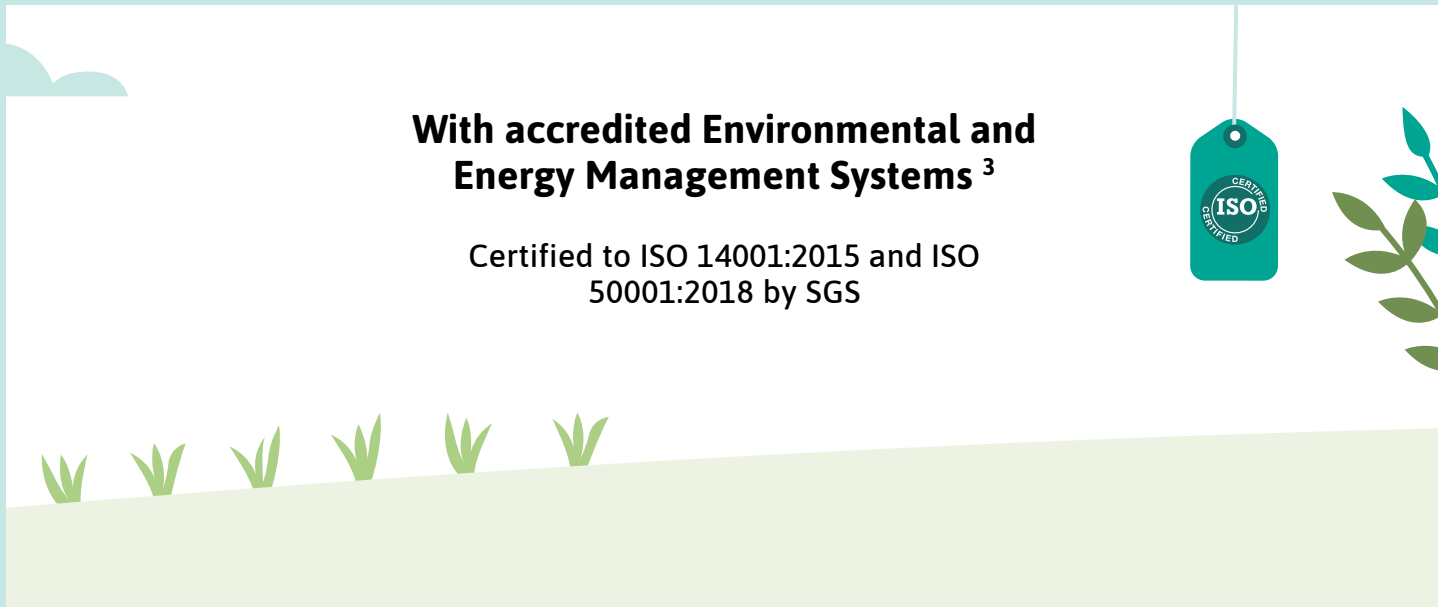 With accredited Environmental and
Energy Management Systems ³
Certified to ISO 14001:2015 and ISO
50001:2018 by SGS
CERTIFIED
ISO
CERTIFIED